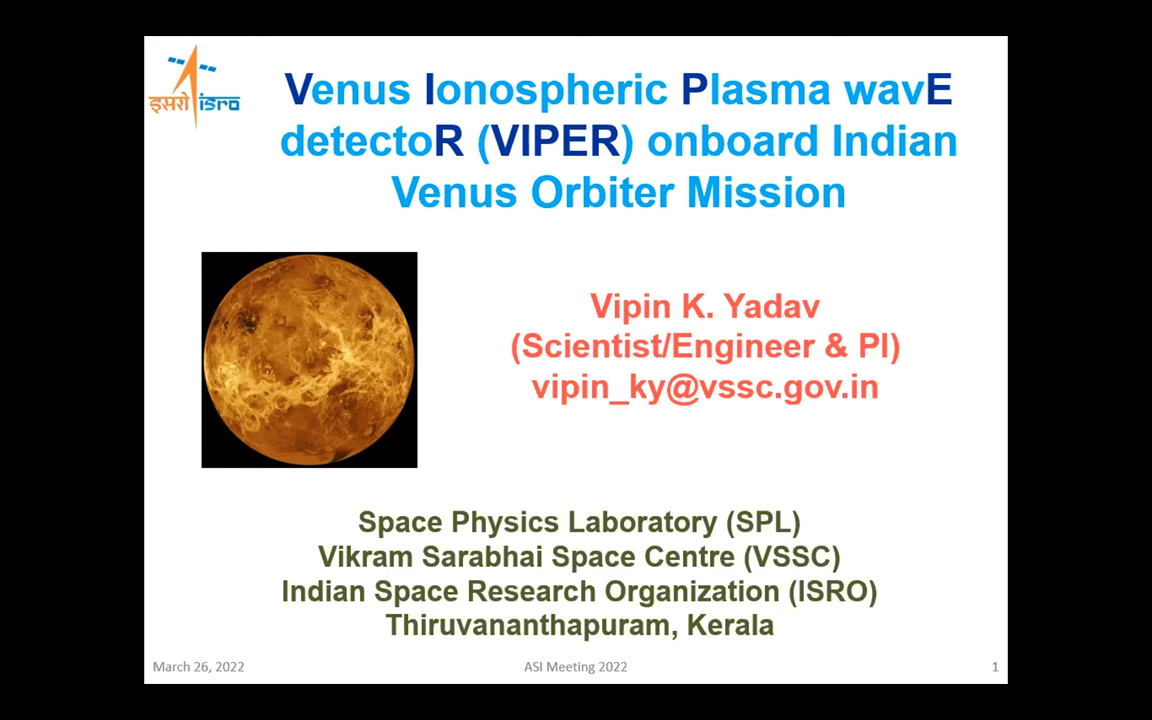 इसरो isro
Venus Ionospheric Plasma wavE
detectoR (VIPER) onboard Indian
Venus Orbiter Mission
Vipin K. Yadav
(Scientist/Engineer & PI)
vipin_ky@vssc.gov.in
Space Physics Laboratory (SPL)
Vikram Sarabhai Space Centre (VSSC)
Indian Space Research Organization (ISRO)
Thiruvananthapuram, Kerala
March 26, 2022 ASI Meeting 2022 1